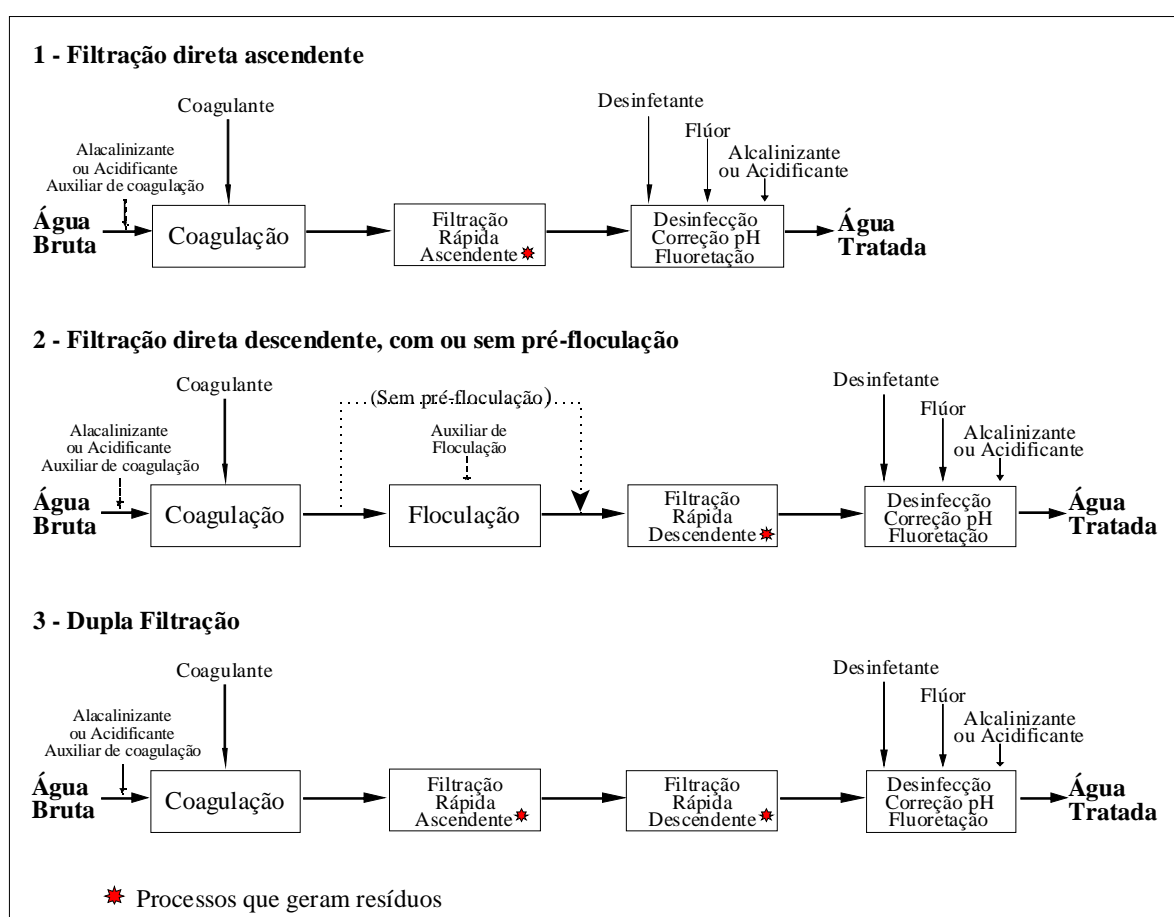 1 - Filtração direta ascendente
Coagulante
Desinfetante
Flúor
Alacalinizante
ou Acidificante
Auxiliar de coagulação
Alcalinizante
ou Acidificante
Água
Bruta
Coagulação
Filtração
Rápida
Ascendente
Desinfecção
Correção pH
Fluoretação
Água
Tratada
2 - Filtração direta descendente, com ou sem pré-floculação
Coagulante
(Sem pré-floculação)
Desinfetante
Flúor
Alacalinizante
ou Acidificante
Auxiliar de coagulação
Auxiliar de
Floculação
Alcalinizante
ou Acidificante
Água
Bruta
Coagulação
Floculação
Filtração
Rápida
Descendente
Desinfecção
Correção pH
Fluoretação
Água
Tratada
3 - Dupla Filtração
Coagulante
Desinfetante
Flúor
Alacalinizante
ou Acidificante
Auxiliar de coagulação
Alcalinizante
ou Acidificante
Água
Bruta
Coagulação
Filtração
Rápida
Ascendente
Filtração
Rápida
Descendente
Desinfecção
Correção pH
Fluoretação
Água
Tratada
Processos que geram resíduos